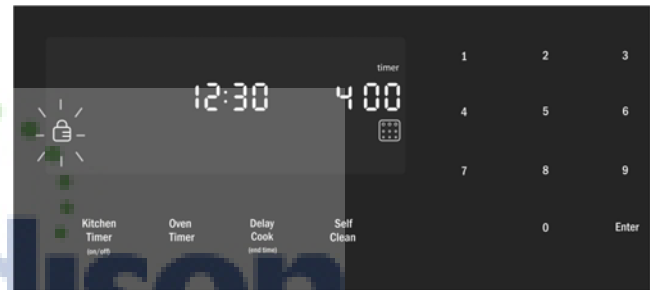 timer
12:30
4 00
1 2 3
4 5 6
7 8 9
0 Enter
Kitchen Timer (on/off)
Oven Timer
Delay Cook (end time)
Self Clean
dison